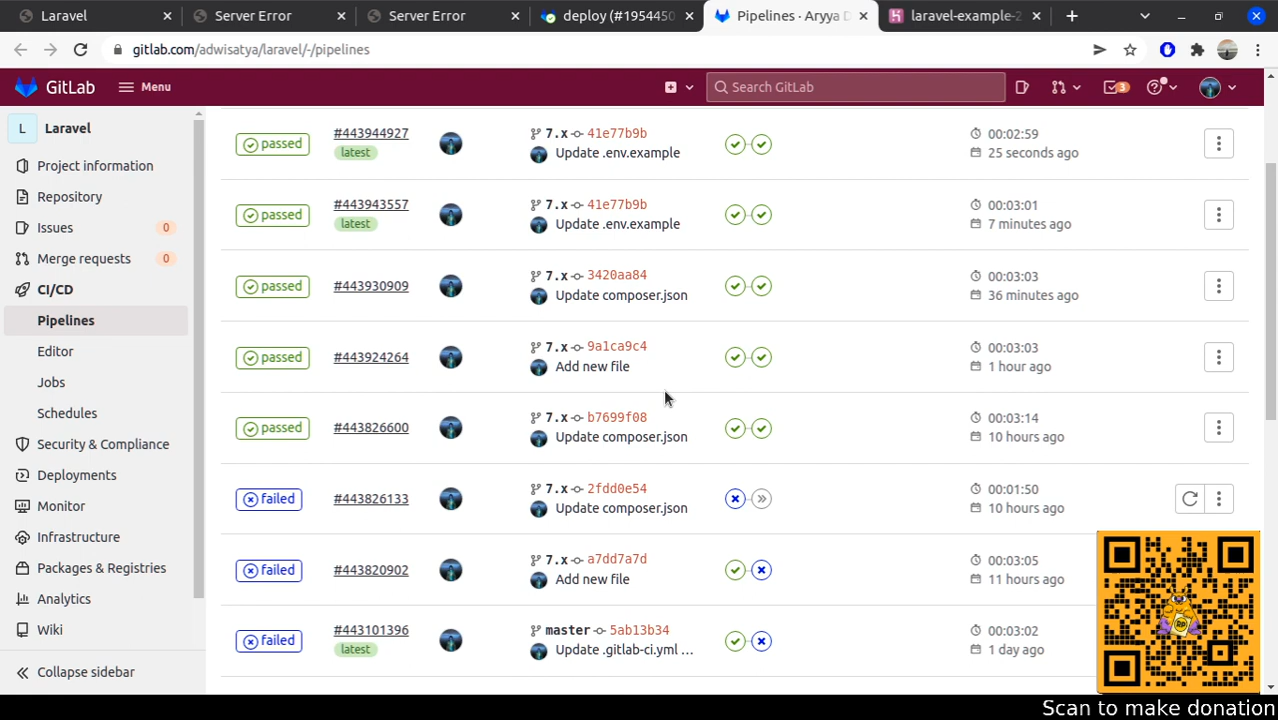 Laravel
Server Error
Server Error
deploy (#1954450
Pipelines · Aryya D
laravel-example-2
gitlab.com/adwisatya/laravel/-/pipelines
GitLab
Menu
Search GitLab
3
L
Laravel
Project information
Repository
Issues
0
Merge requests
0
CI/CD
Pipelines
Editor
Jobs
Schedules
Security & Compliance
Deployments
Monitor
Infrastructure
Packages & Registries
Analytics
Wiki
Collapse sidebar
passed
#443944927
latest
7.x
41e77b9b
Update .env.example
00:02:59
25 seconds ago
passed
#443943557
latest
7.x
41e77b9b
Update .env.example
00:03:01
7 minutes ago
passed
#443930909
7.x
3420aa84
Update composer.json
00:03:03
36 minutes ago
passed
#443924264
7.x
9a1ca9c4
Add new file
00:03:03
1 hour ago
passed
#443826600
7.x
b7699f08
Update composer.json
00:03:14
10 hours ago
failed
#443826133
7.x
2fdd0e54
Update composer.json
00:01:50
10 hours ago
failed
#443820902
7.x
a7dd7a7d
Add new file
00:03:05
11 hours ago
failed
#443101396
latest
master
5ab13b34
Update .gitlab-ci.yml ...
00:03:02
1 day ago
Scan to make donation